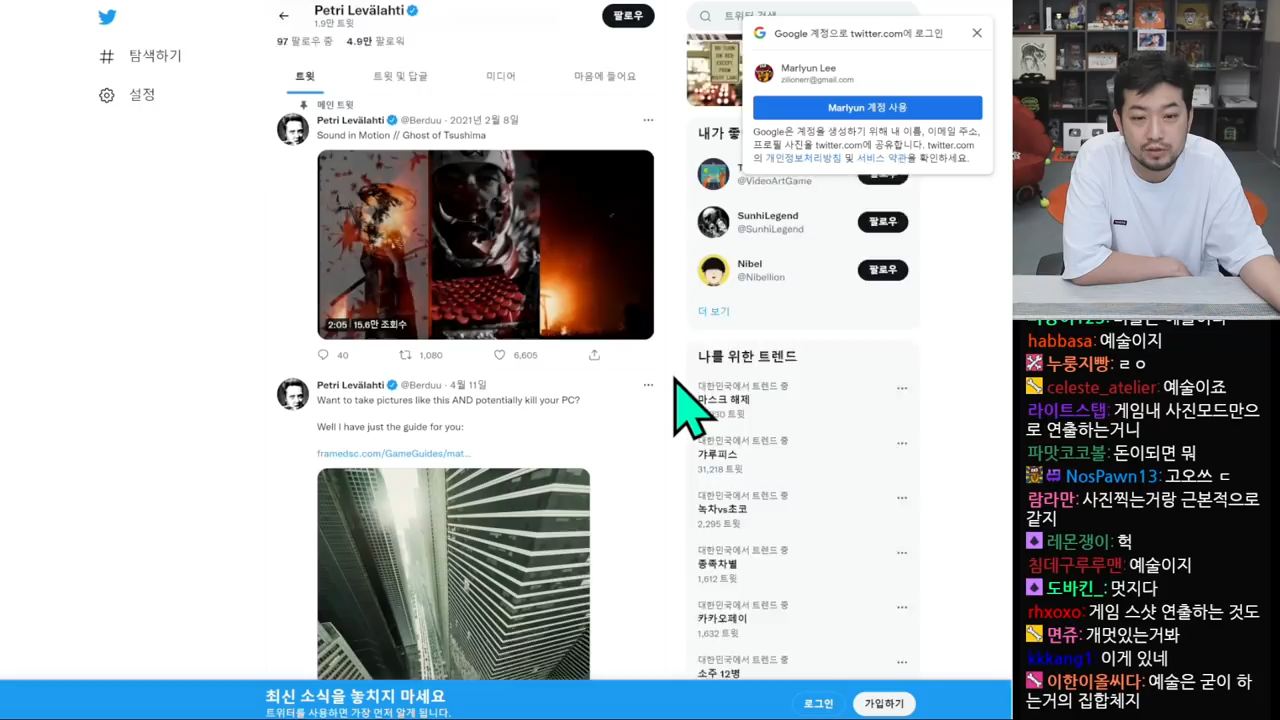 탐색하기
설정
Petri Levälahti
1.9만 트윗
팔로우
97 팔로우 중 4.9만 팔로워
트윗
트윗 및 답글
미디어
마음에 들어요
메인 트윗
Petri Levälahti @Berduu · 2021년 2월 8일
Sound in Motion // Ghost of Tsushima
2:05 | 15.6만 조회수
40
1,080
6,605
Petri Levälahti @Berduu · 4월 11일
Want to take pictures like this AND potentially kill your PC?
Well I have just the guide for you:
framedsc.com/GameGuides/mat...
트위터 검색
Google 계정으로 twitter.com에 로그인
Marlyun Lee
zilionerr@gmail.com
Marlyun 계정 사용
Google은 계정을 생성하기 위해 내 이름, 이메일 주소,
프로필 사진을 twitter.com에 공유합니다. twitter.com
의 개인정보처리방침 및 서비스 약관을 확인하세요.
내가 좋
@VideoArtGame
팔로우
SunhiLegend
@SunhiLegend
팔로우
Nibel
@Nibellion
팔로우
더 보기
나를 위한 트렌드
대한민국에서 트렌드 중
마스크 해제
트윗
대한민국에서 트렌드 중
갸루피스
31,218 트윗
대한민국에서 트렌드 중
녹차vs초코
2,295 트윗
대한민국에서 트렌드 중
종족차별
1,612 트윗
대한민국에서 트렌드 중
카카오페이
1,632 트윗
대한민국에서 트렌드 중
소주 12병
최신 소식을 놓치지 마세요
트위터를 사용하면 가장 먼저 알게 됩니다.
로그인
가입하기
habbasa: 예술이지
누룽지빵: ㄹㅇ
celeste_atelier: 예술이죠
라이트스탭: 게임내 사진모드만으
로 연출하는거니
파맛코코볼: 돈이되면 뭐
NosPawn13: 고오쓰 ㄷ
람라만: 사진찍는거랑 근본적으로
같지
레몬쟁이: 헉
침데구루루맨: 예술이지
도바킨_: 멋지다
rhxoxo: 게임 스샷 연출하는 것도
면쥬: 개멋있는거봐
kkkang1: 이게 있네
이한이올씨다: 예술은 굳이 하
는거의 집합체지